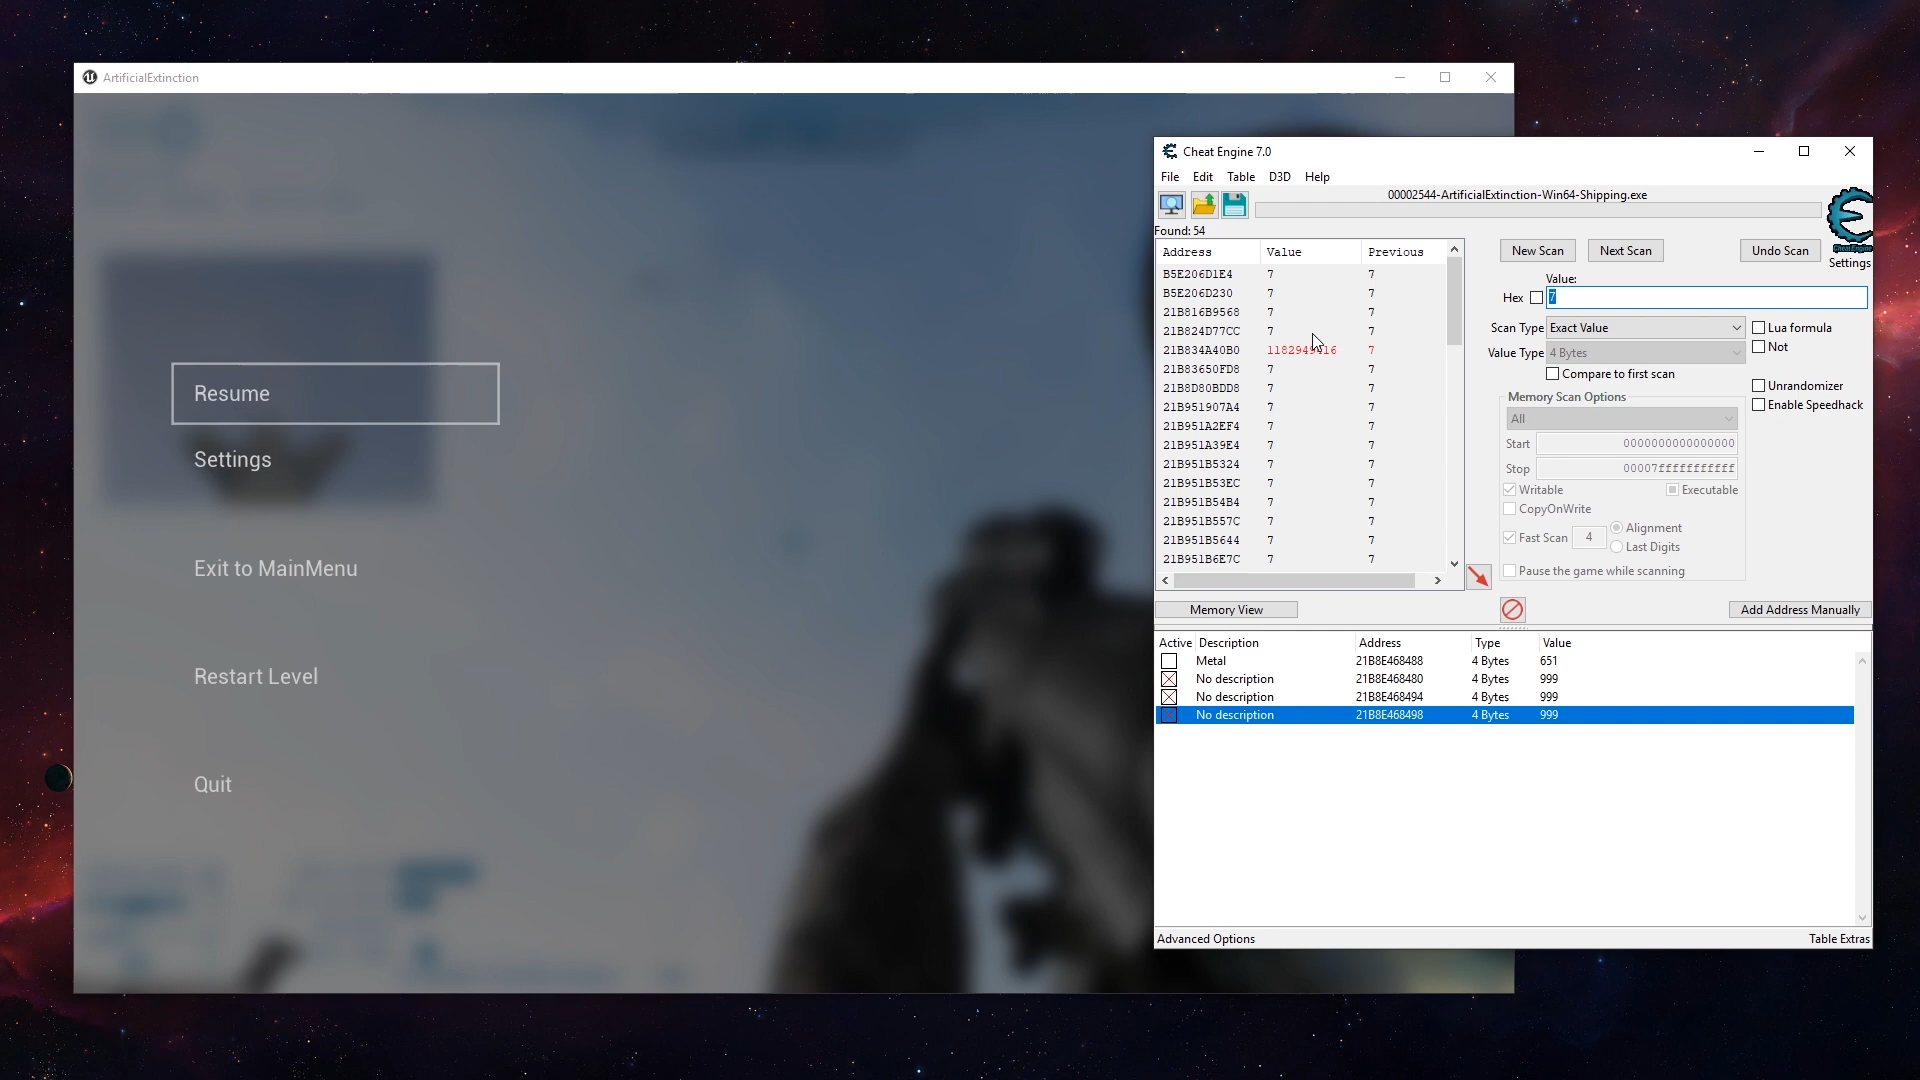 ArtificialExtinction
Resume
Settings
Exit to MainMenu
Restart Level
Quit
Cheat Engine 7.0
File Edit Table D3D Help
00002544-ArtificialExtinction-Win64-Shipping.exe
Found: 54
Address Value Previous
B5E206D1E4 7 7
B5E206D230 7 7
21B816B9568 7 7
21B824D77CC 7 7
21B834A40B0 7
21B83650FD8 7 7
21B8D80BDD8 7 7
21B951907A4 7 7
21B951A2EF4 7 7
21B951A39E4 7 7
21B951B5324 7 7
21B951B53EC 7 7
21B951B54B4 7 7
21B951B557C 7 7
21B951B5644 7 7
21B951B6E7C 7 7
New Scan Next Scan Undo Scan
Settings
Value:
Hex 7
Scan Type Exact Value
Lua formula
Value Type 4 Bytes
Not
Compare to first scan
Unrandomizer
Enable Speedhack
Memory Scan Options
All
Start 0000000000000000
Stop 00007fffffffffff
Writable Executable
CopyOnWrite
Fast Scan 4 Alignment
Last Digits
Pause the game while scanning
Memory View Add Address Manually
Active Description Address Type Value
Metal 21B8E468488 4 Bytes 651
No description 21B8E468480 4 Bytes 999
No description 21B8E468494 4 Bytes 999
No description 21B8E468498 4 Bytes 999
Advanced Options Table Extras